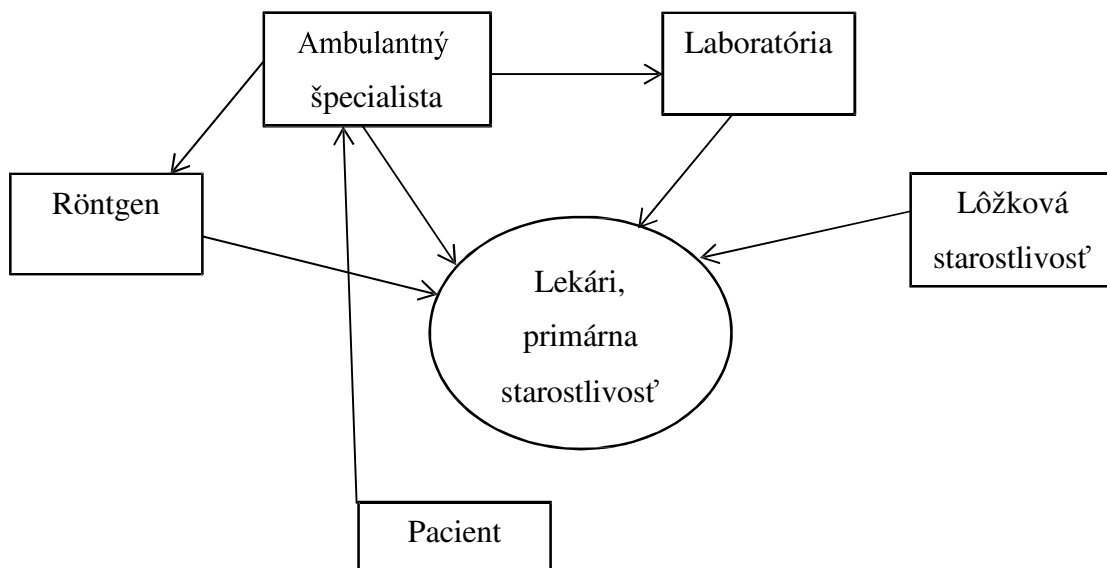 Ambulantný
špecialista
Laboratória
Röntgen
Lôžková
starostlivosť
Lekári,
primárna
starostlivosť
Pacient